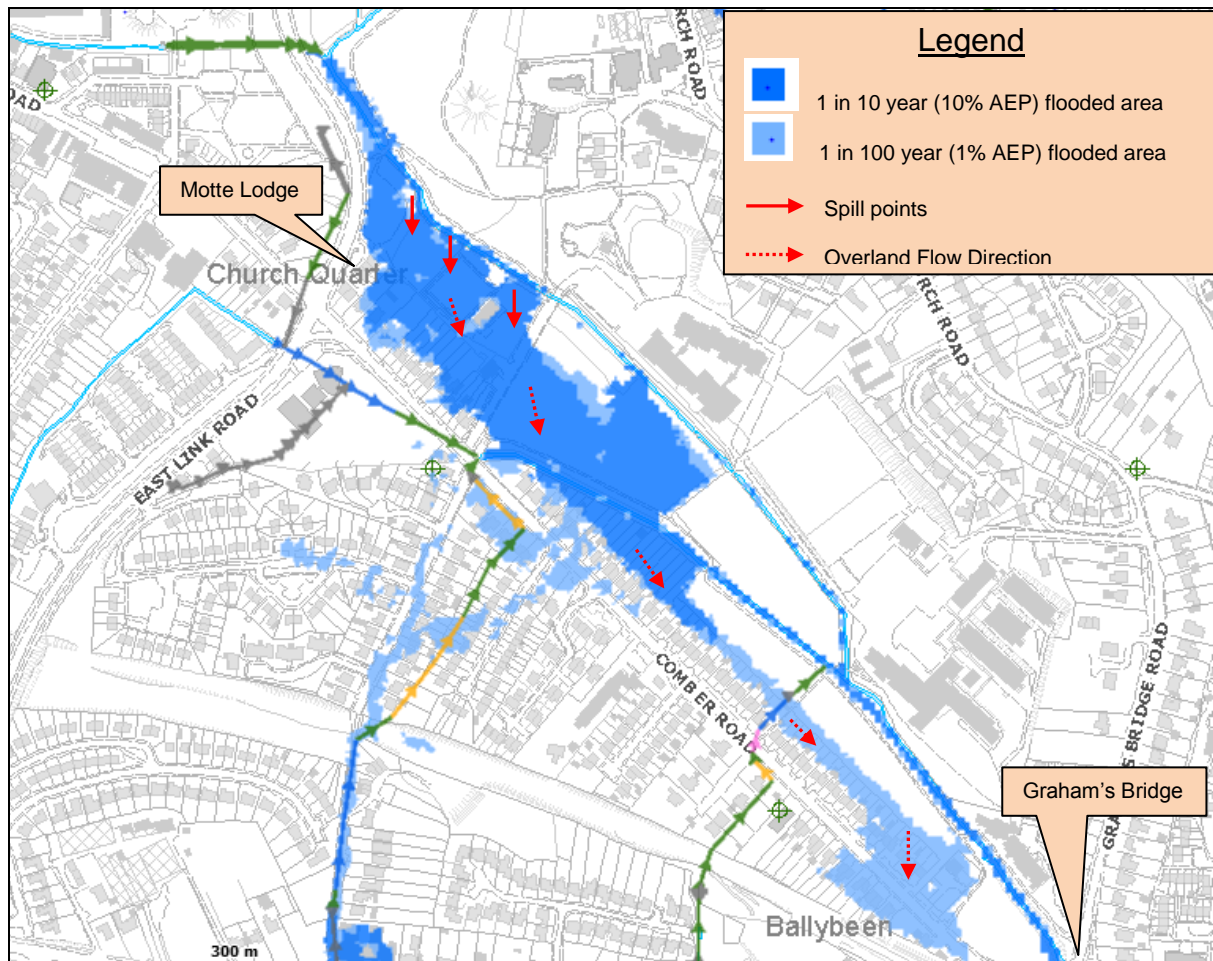 RCH ROAD
Legend
1 in 10 year (10% AEP) flooded area
1 in 100 year (1% AEP) flooded area
Spill points
Overland Flow Direction
OAD
Motte Lodge
Church Quarter
RCH ROAD
EAST LINK ROAD
COMBER ROAD
Graham's Bridge
GRA S BRIDGE ROAD
Ballybeen
300 m